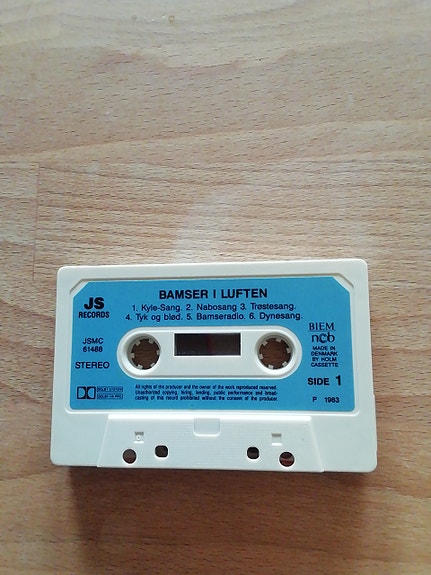 BAMSER I LUFTEN
JS
RECORDS
1. Kyle-Sang. 2. Nabosang 3. Trøstesang.
4. Tyk og blød. 5. Bamseradio. 6. Dynesang.
JSMC
61488
STEREO
BIEM
ncb
MADE IN
DENMARK
BY HOLM
CASSETTE
SIDE 1
P 1983
DOLBY SYSTEM
All rights of the producer and the owner of the work reproduced reserved.
Unauthorized copying, hiring, lending, public performance and broad-
casting of this record prohibited without the consent of the producer.